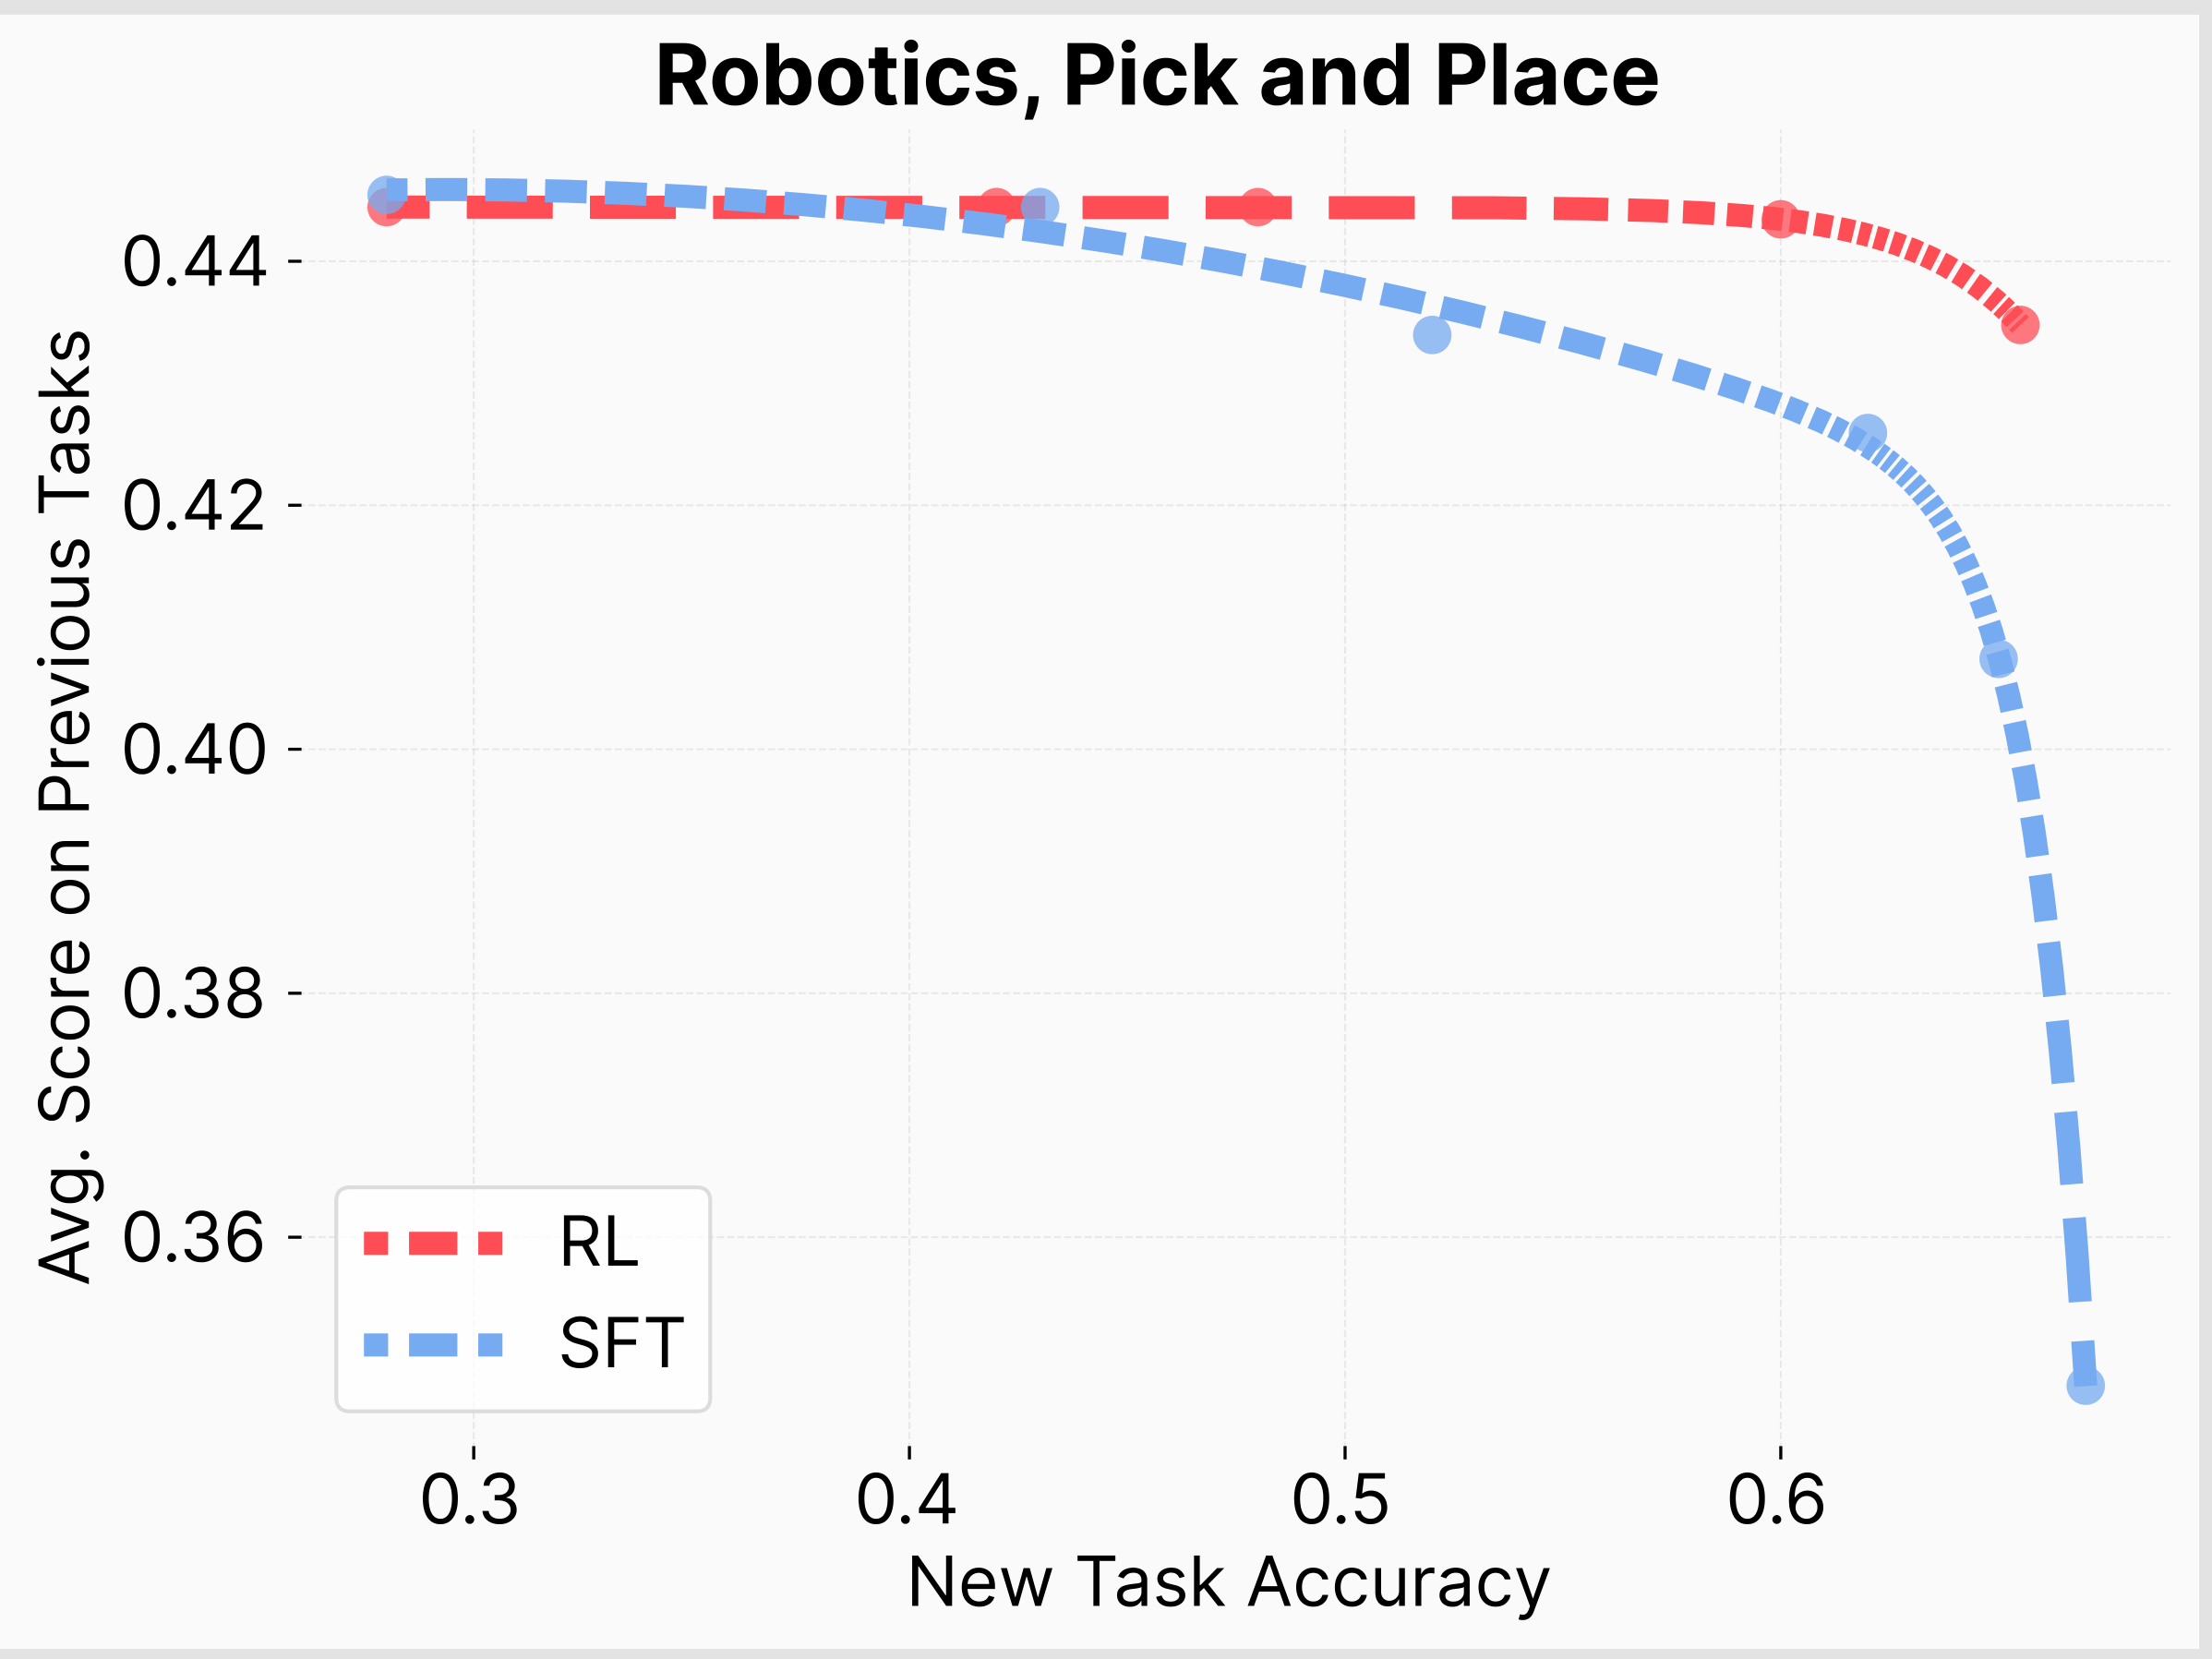 Robotics, Pick and Place
Avg. Score on Previous Tasks
0.44
0.42
0.40
0.38
0.36
RL
SFT
0.3 0.4 0.5 0.6
New Task Accuracy